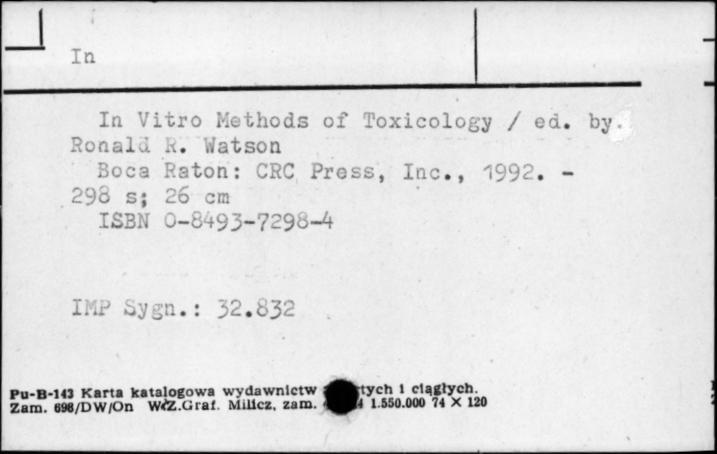 In
In Vitro Methods of Toxicology / ed. by
Ronald R. Watson
Boca Raton: CRC Press, Inc., 1992. -
298 s; 26 cm
ISBN 0-8493-7298-4
IMP Sygn.: 32.832
Pu-B-143 Karta katalogowa wydawnictw i ciągłych.
Zam. 698/DW/On WZ.Graf. Milicz, zam. 1.550.000 74 × 120